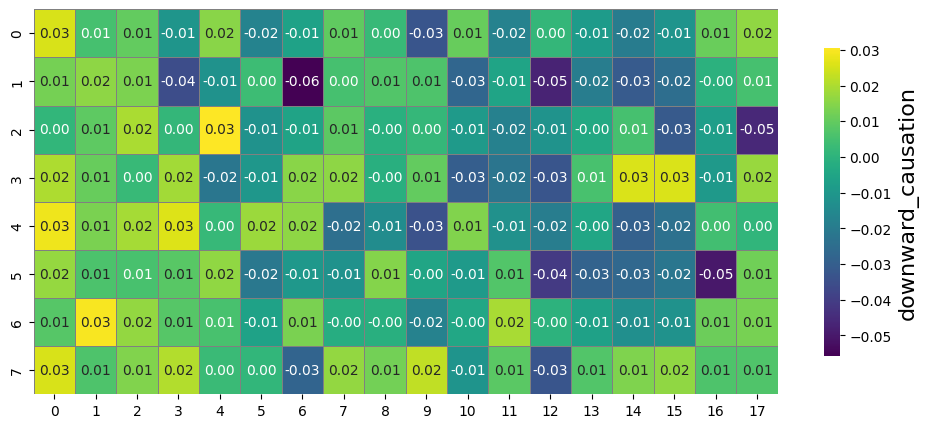 0 0.03 0.01 0.01 -0.01 0.02 -0.02 -0.01 0.01 0.00 -0.03 0.01 -0.02 0.00 -0.01 -0.02 -0.01 0.01 0.02
1 0.01 0.02 0.01 -0.04 -0.01 0.00 -0.06 0.00 0.01 0.01 -0.03 -0.01 -0.05 -0.02 -0.03 -0.02 -0.00 0.01
2 0.00 0.01 0.02 0.00 0.03 -0.01 -0.01 0.01 -0.00 0.00 -0.01 -0.02 -0.01 -0.00 0.01 -0.03 -0.01 -0.05
3 0.02 0.01 0.00 0.02 -0.02 -0.01 0.02 0.02 -0.00 0.01 -0.03 -0.02 -0.03 0.01 0.03 0.03 -0.01 0.02
4 0.03 0.01 0.02 0.03 0.00 0.02 0.02 -0.02 -0.01 -0.03 0.01 -0.01 -0.02 -0.00 -0.03 -0.02 0.00 0.00
5 0.02 0.01 0.01 0.01 0.02 -0.02 -0.01 -0.01 0.01 -0.00 -0.01 0.01 -0.04 -0.03 -0.03 -0.02 -0.05 0.01
6 0.01 0.03 0.02 0.01 0.01 -0.01 0.01 -0.00 -0.00 -0.02 -0.00 0.02 -0.00 -0.01 -0.01 -0.01 0.01 0.01
7 0.03 0.01 0.01 0.02 0.00 0.00 -0.03 0.02 0.01 0.02 -0.01 0.01 -0.03 0.01 0.01 0.02 0.01 0.01
0 1 2 3 4 5 6 7 8 9 10 11 12 13 14 15 16 17
0.03
0.02
0.01
0.00
−0.01
−0.02
−0.03
−0.04
−0.05
downward_causation